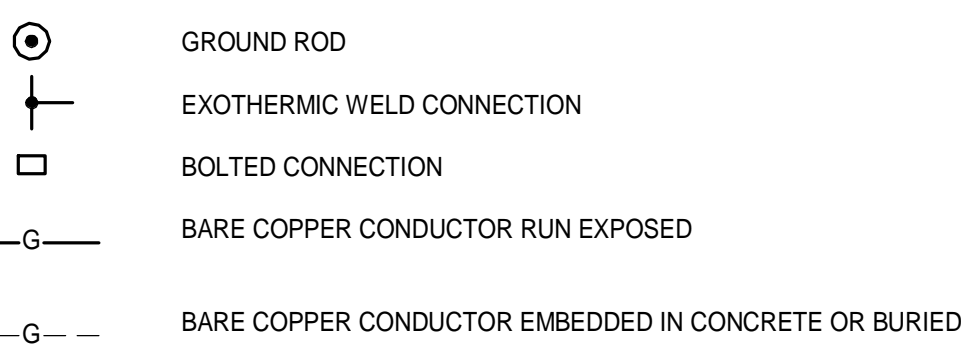 GROUND ROD
EXOTHERMIC WELD CONNECTION
BOLTED CONNECTION
G BARE COPPER CONDUCTOR RUN EXPOSED
G BARE COPPER CONDUCTOR EMBEDDED IN CONCRETE OR BURIED